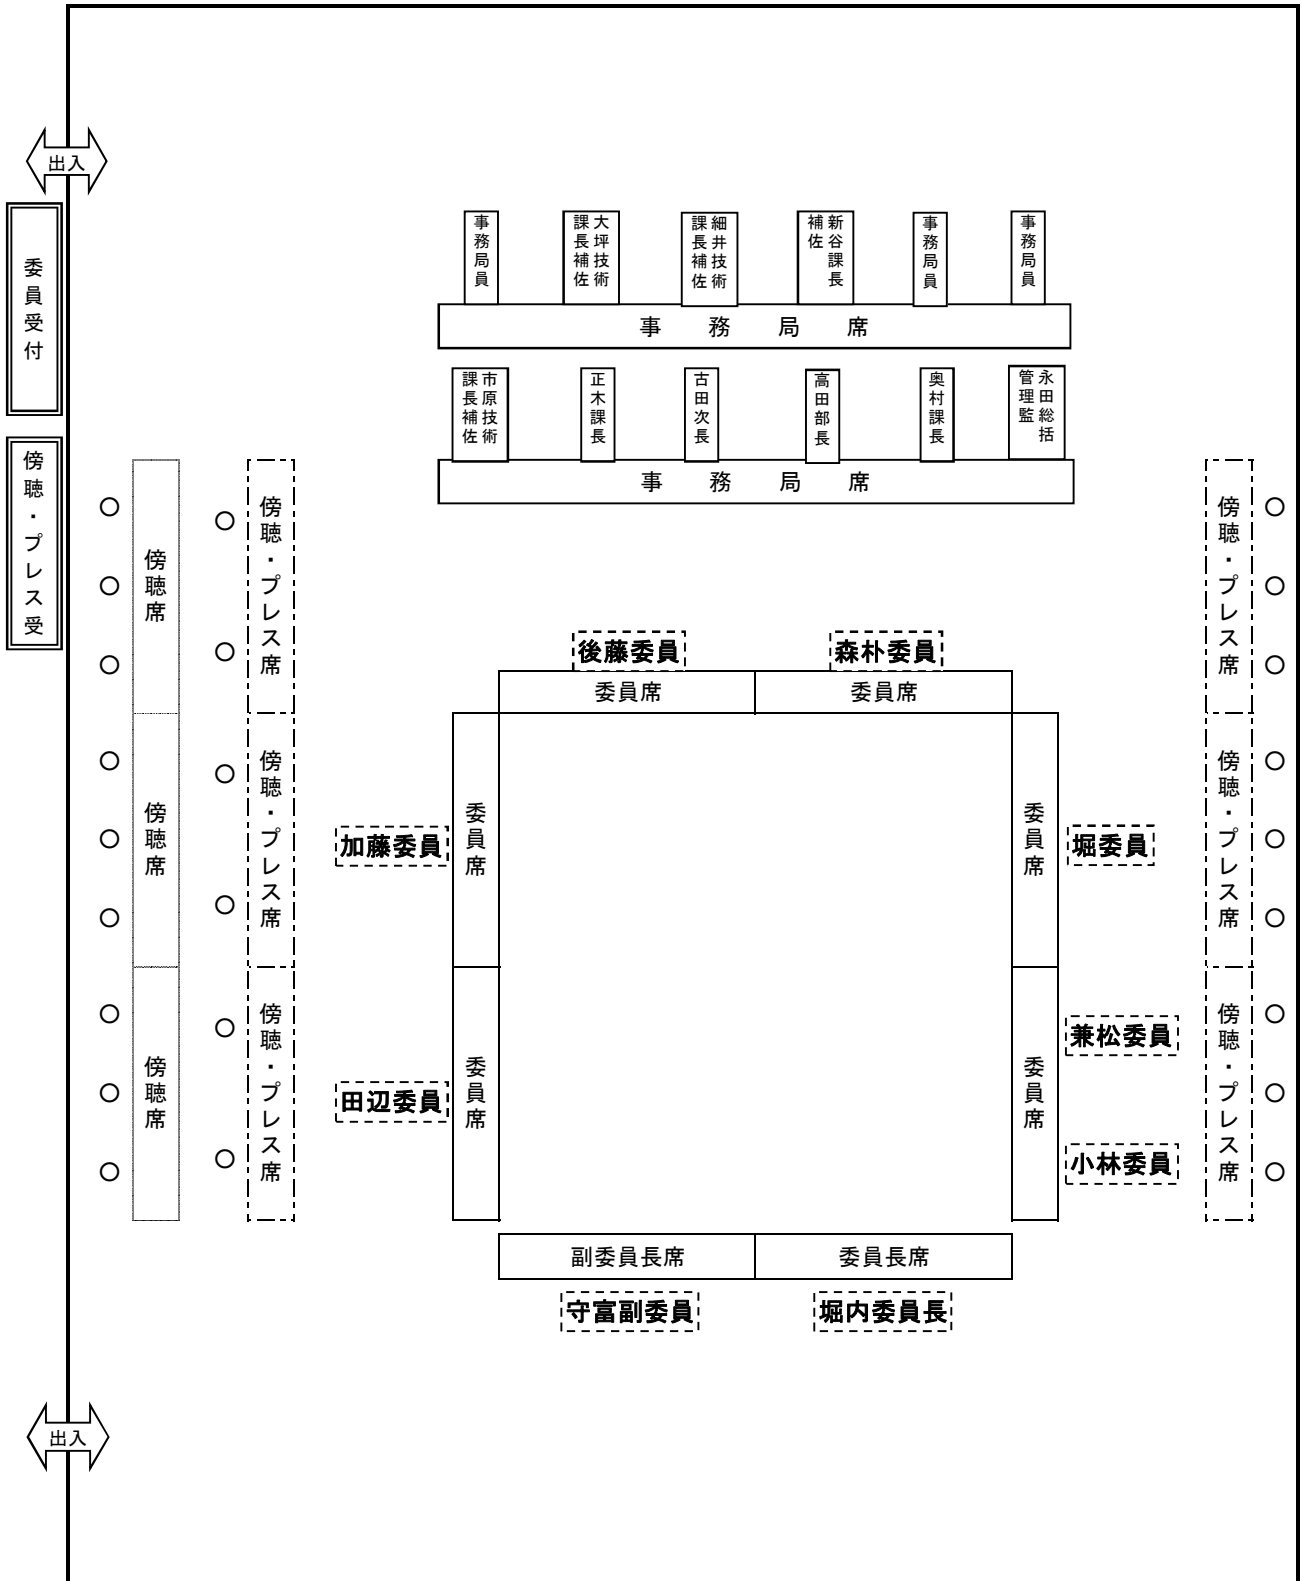 出入
委員受付
傍聴・プレス受
事務局員
大坪技術
課長補佐
細井技術
課長補佐
新谷課長
補佐
事務局員
事務局員
事　務　局　席
市原技術
課長補佐
正木課長
古田次長
高田部長
奥村課長
永田総括
管理監
事　務　局　席
傍聴席
傍聴席
傍聴席
傍聴・プレス席
傍聴・プレス席
傍聴・プレス席
後藤委員
森朴委員
委員席
委員席
加藤委員
委員席
田辺委員
委員席
委員席
堀委員
委員席
兼松委員
小林委員
副委員長席
委員長席
守富副委員
堀内委員長
傍聴・プレス席
傍聴・プレス席
傍聴・プレス席
出入